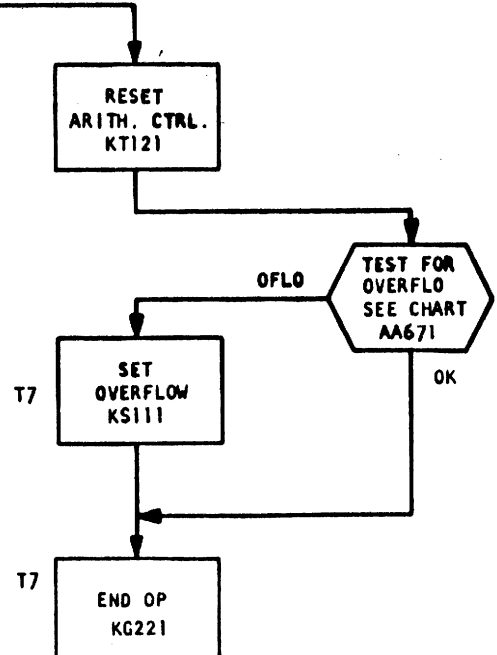 RESET
ARITH. CTRL.
KT121
TEST FOR
OVERFLO
SEE CHART
AA671
OFLO
OK
T7
SET
OVERFLOW
KS111
T7
END OP
KG221